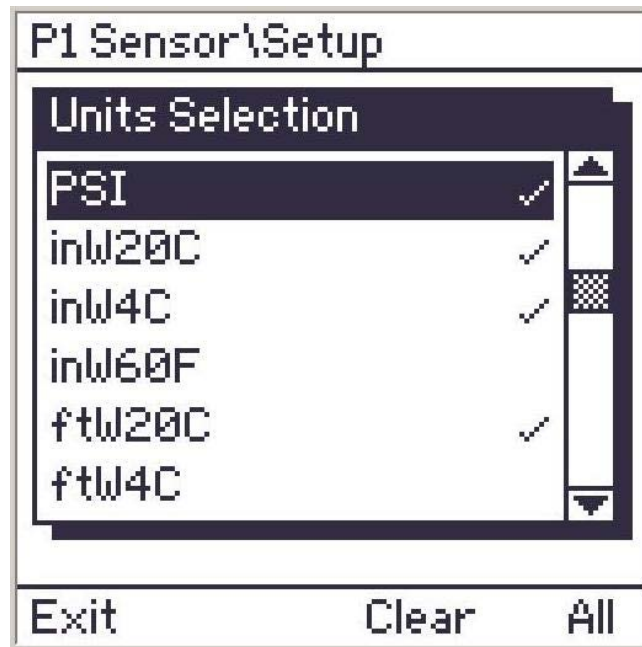 P1 Sensor\Setup
Units Selection
PSI ✓
inW20C ✓
inW4C ✓
inW60F
ftW20C ✓
ftW4C
Exit Clear All